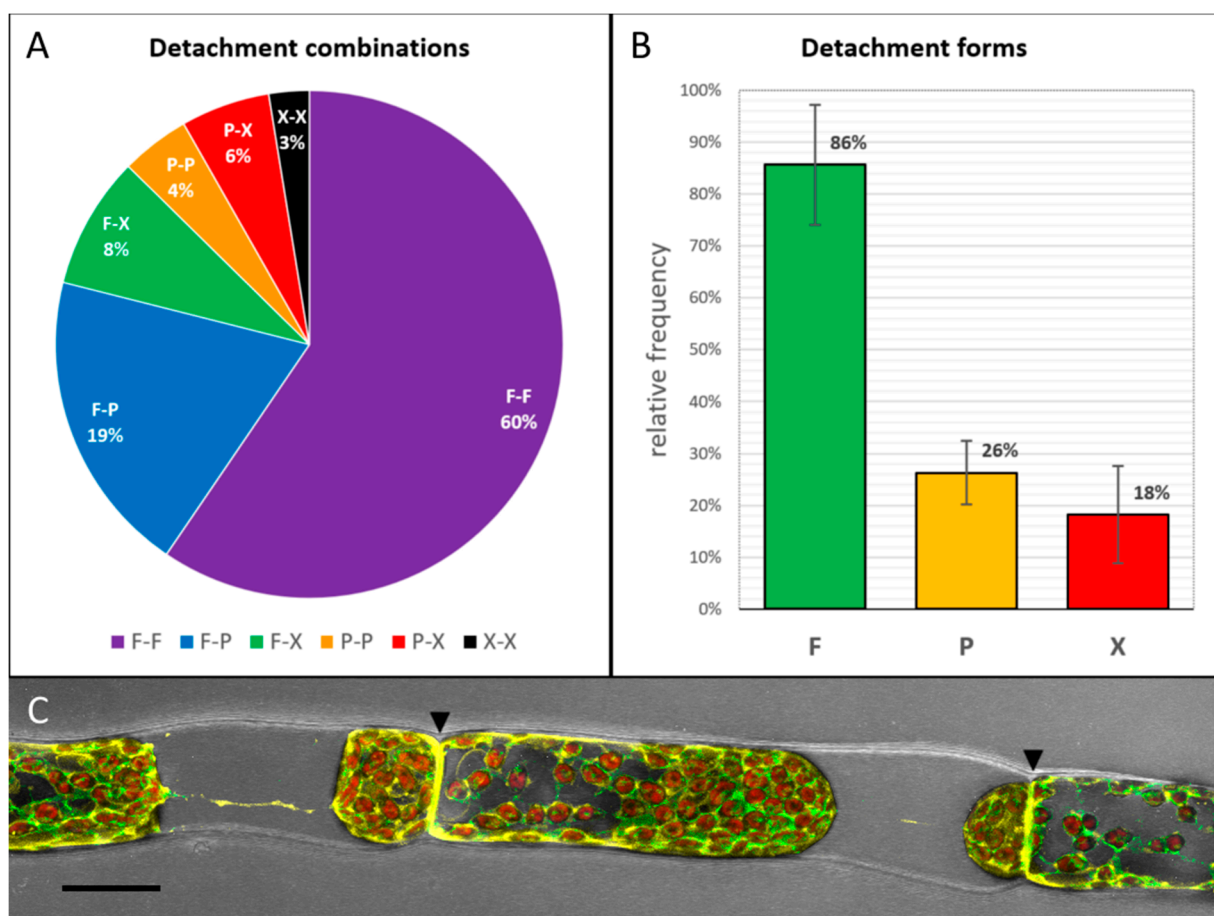 A
Detachment combinations
X-X
3%
P-X
6%
P-P
4%
F-X
8%
F-P
19%
F-F
60%
F-F F-P F-X P-P P-X X-X
B
Detachment forms
relative frequency
100%
90%
80%
70%
60%
50%
40%
30%
20%
10%
0%
86%
26%
18%
F P X
C